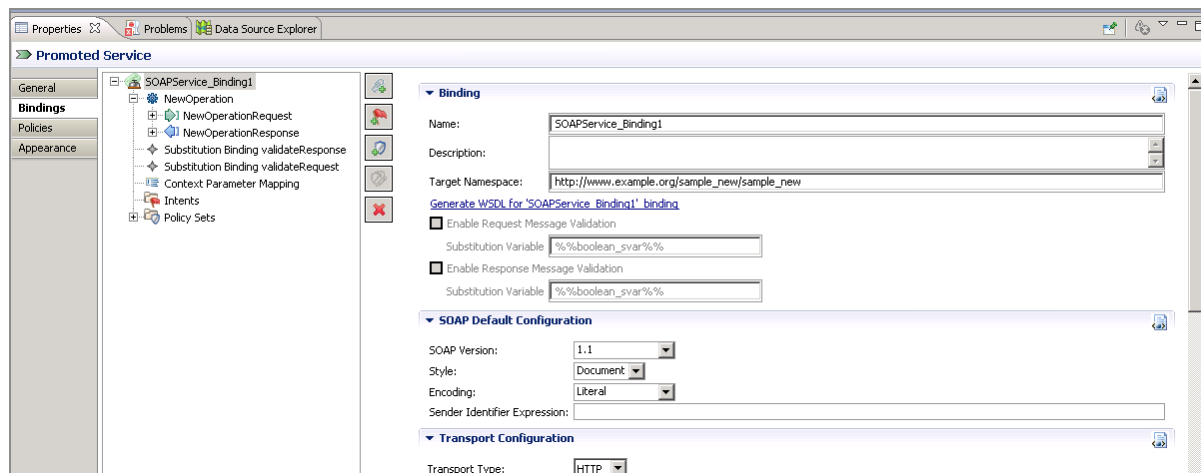 Properties Problems Data Source Explorer
Promoted Service
General
Bindings
Policies
Appearance
SOAPService_Binding1
NewOperation
NewOperationRequest
NewOperationResponse
Substitution Binding validateResponse
Substitution Binding validateRequest
Context Parameter Mapping
Intents
Policy Sets
Binding
Name: SOAPService_Binding1
Description:
Target Namespace: http://www.example.org/sample_new/sample_new
Generate WSDL for 'SOAPService_Binding1' binding
Enable Request Message Validation
Substitution Variable %%boolean_svar%%
Enable Response Message Validation
Substitution Variable %%boolean_svar%%
SOAP Default Configuration
SOAP Version: 1.1
Style: Document
Encoding: Literal
Sender Identifier Expression:
Transport Configuration
Transport Type: HTTP